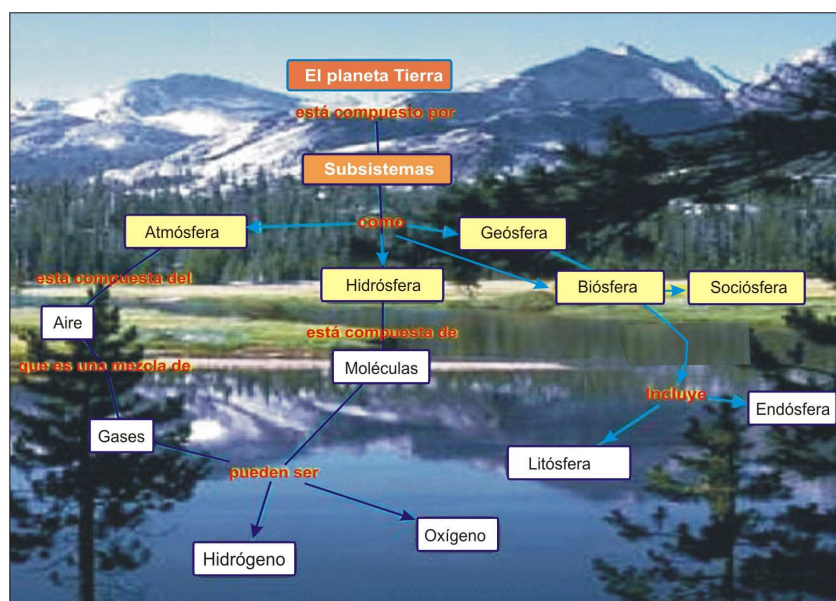 El planeta Tierra
está compuesto por
Subsistemas
como
Atmósfera
Geósfera
Hidrósfera
Biósfera
Sociósfera
está compuesta del
Aire
está compuesta de
que es una mezcla de
Moléculas
Incluye
Gases
Endósfera
Litósfera
pueden ser
Hidrógeno
Oxígeno